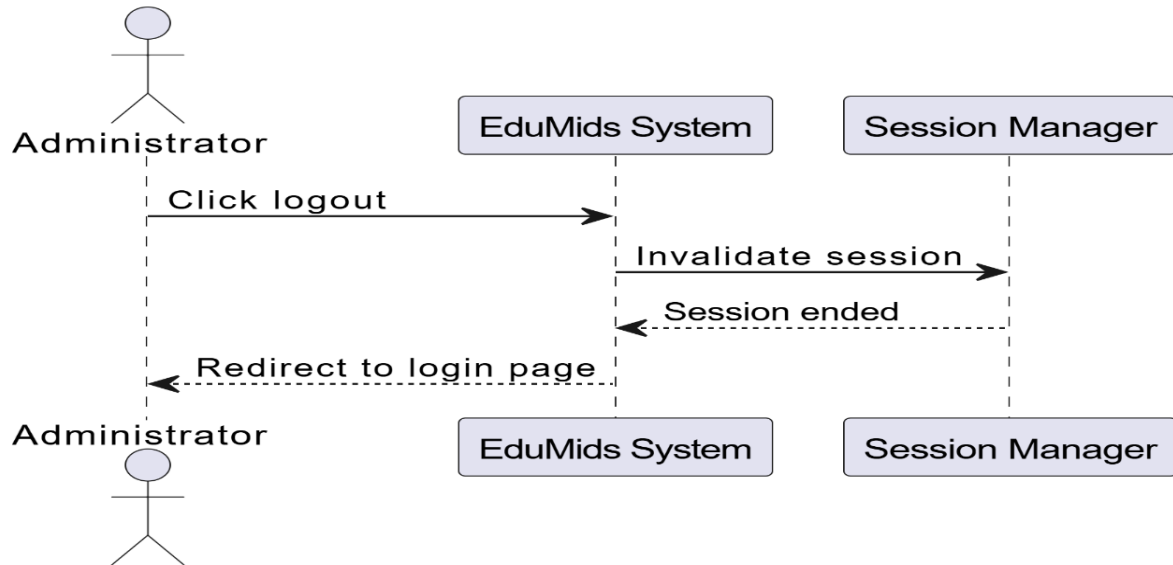 Administrator
EduMids System
Session Manager
Click logout
Invalidate session
Session ended
Redirect to login page
Administrator
EduMids System
Session Manager